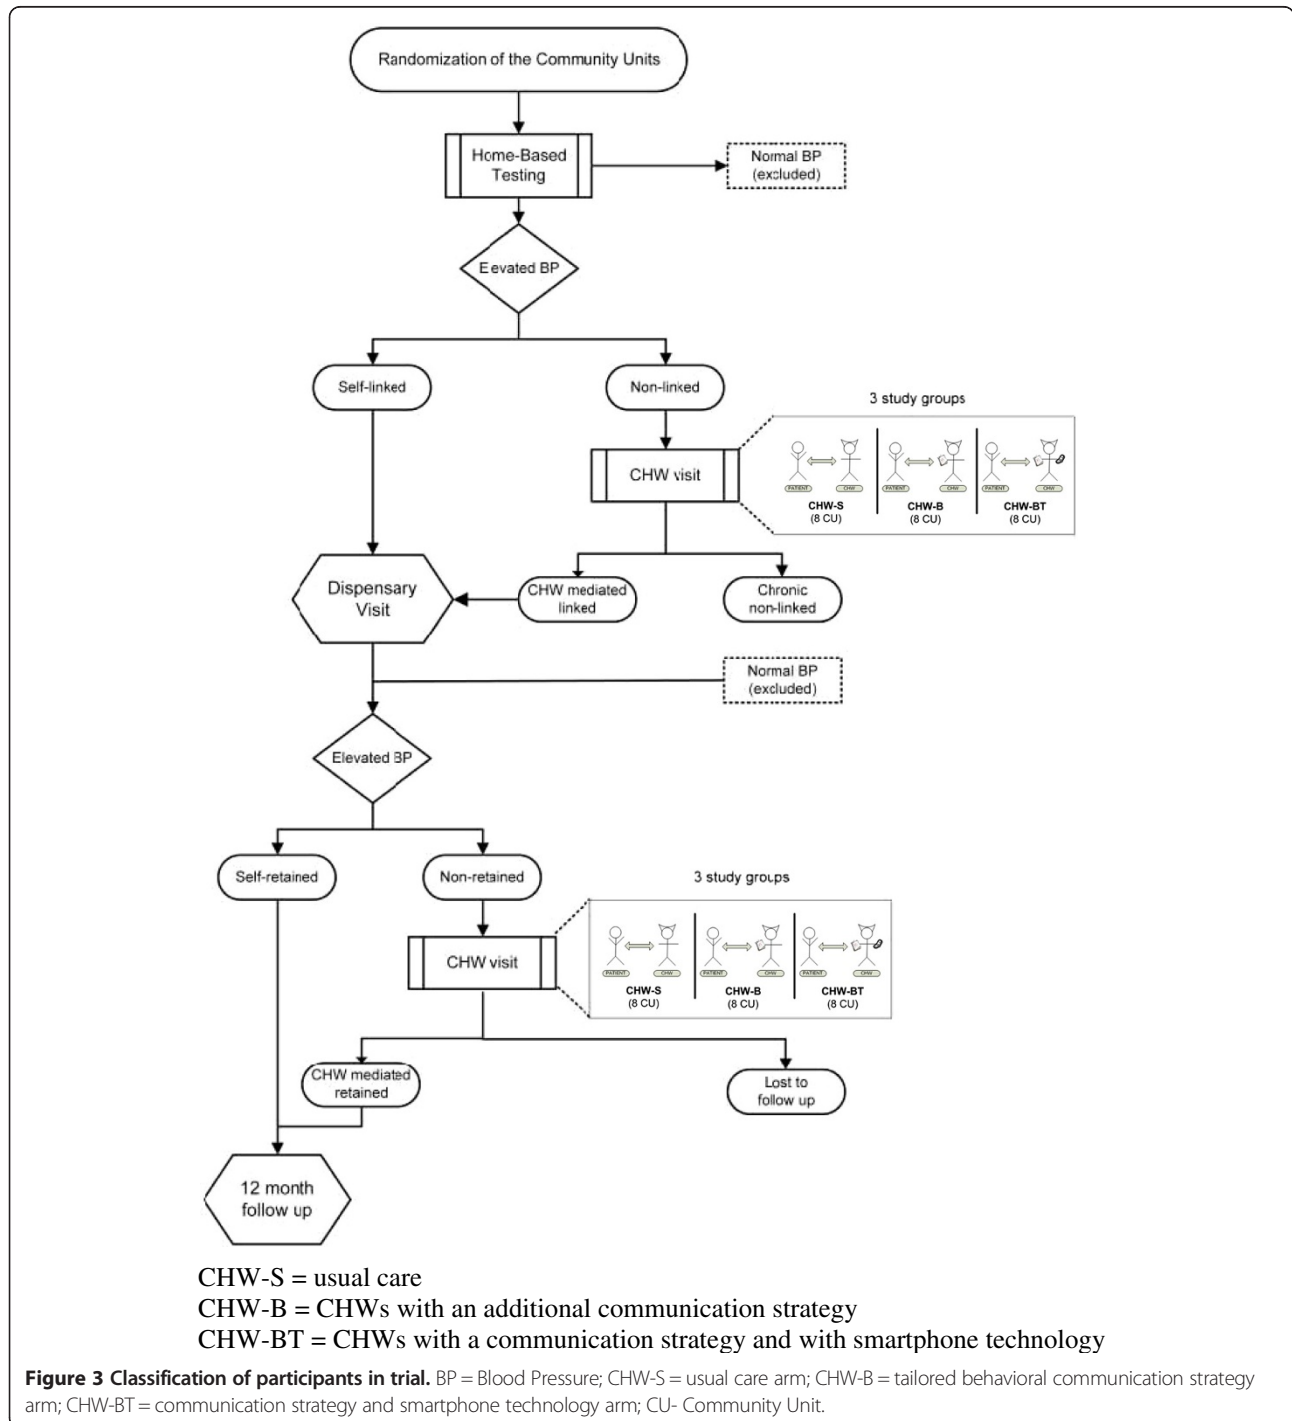 Randomization of the Community Units
Home-Based
Testing
Normal BP
(excluded)
Elevated BP
Self-linked
Non-linked
3 study groups
CHW visit
PATIENT
CHW
PATIENT
CHW
PATIENT
CHW
CHW-S
(8 CU)
CHW-B
(8 CU)
CHW-BT
(8 CU)
Dispensary
Visit
CHW mediated
linked
Chronic
non-linked
Normal BP
(excluded)
Elevated BP
Self-retained
Non-retained
3 study groups
CHW visit
PATIENT
CHW
PATIENT
CHW
PATIENT
CHW
CHW-S
(8 CU)
CHW-B
(8 CU)
CHW-BT
(8 CU)
CHW mediated
retained
Lost to
follow up
12 month
follow up
CHW-S = usual care
CHW-B = CHWs with an additional communication strategy
CHW-BT = CHWs with a communication strategy and with smartphone technology
Figure 3 Classification of participants in trial. BP = Blood Pressure; CHW-S = usual care arm; CHW-B = tailored behavioral communication strategy
arm; CHW-BT = communication strategy and smartphone technology arm; CU- Community Unit.